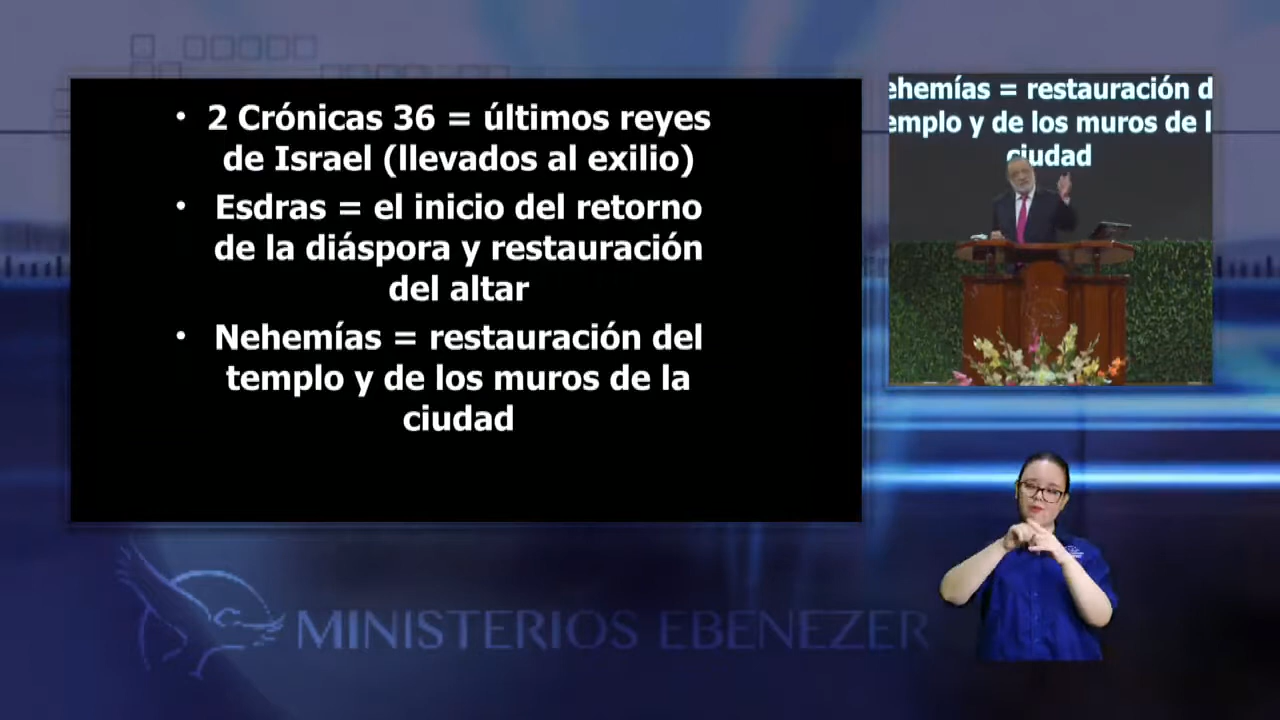 • 2 Crónicas 36 = últimos reyes
de Israel (llevados al exilio)
• Esdras = el inicio del retorno
de la diáspora y restauración
del altar
• Nehemías = restauración del
templo y de los muros de la
ciudad
ehemías = restauración d
emplo y de los muros de l
ciudad
MINISTERIOS EBENEZER